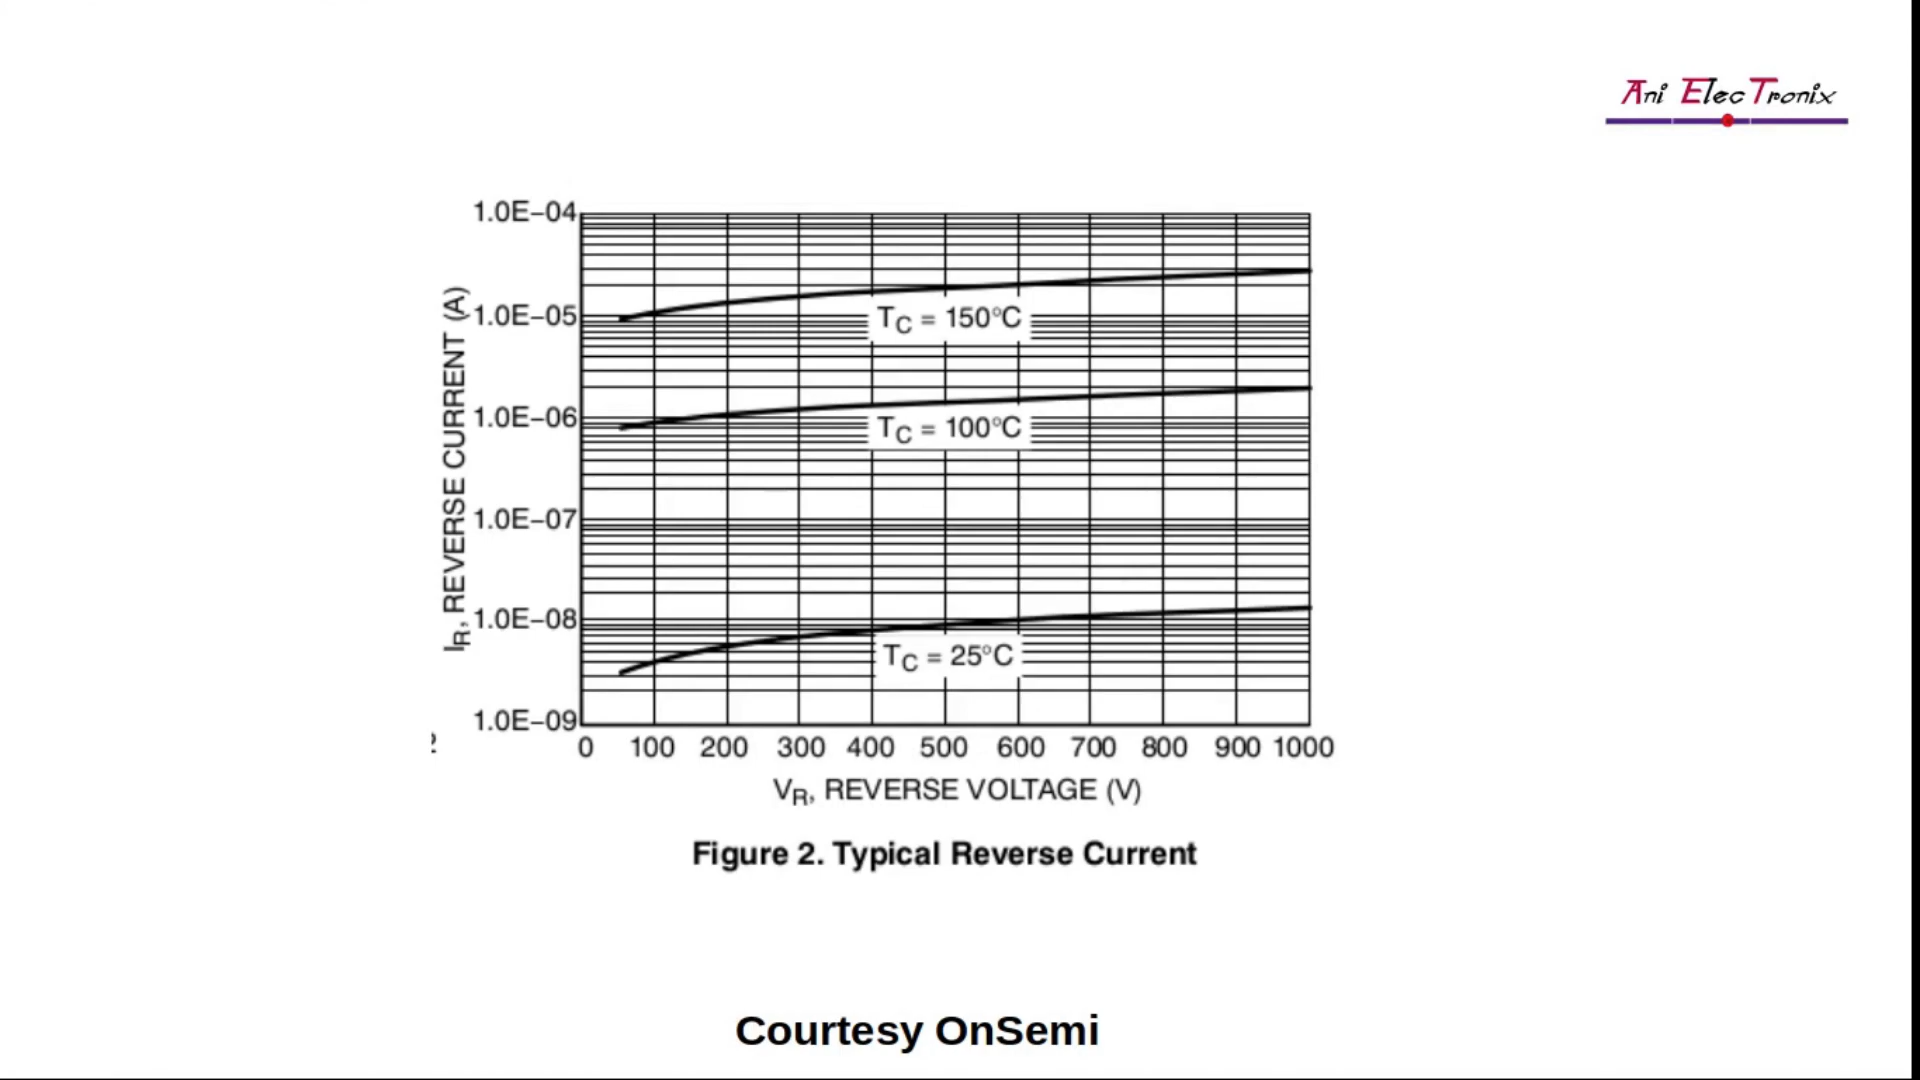 Ani ElecTronix
1.0E−04
1.0E−05
1.0E−06
1.0E−07
1.0E−08
1.0E−09
IR, REVERSE CURRENT (A)
TC = 150°C
TC = 100°C
TC = 25°C
2
0 100 200 300 400 500 600 700 800 900 1000
VR, REVERSE VOLTAGE (V)
Figure 2. Typical Reverse Current
Courtesy OnSemi